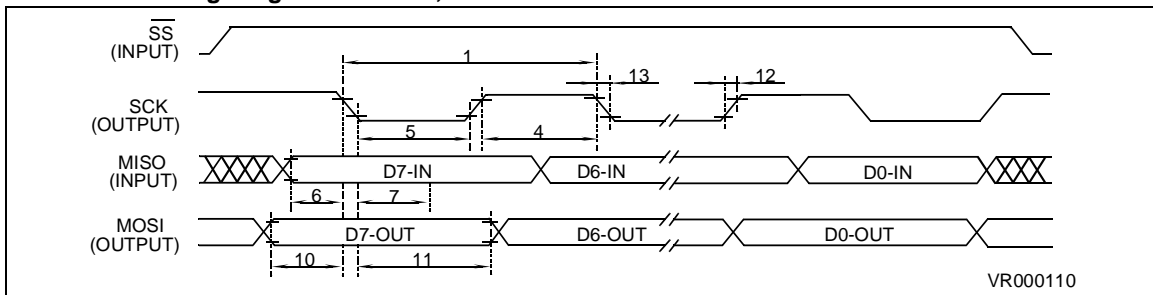 SS
(INPUT)
1
13
12
SCK
(OUTPUT)
5
4
MISO
(INPUT)
D7-IN
D6-IN
D0-IN
6
7
MOSI
(OUTPUT)
D7-OUT
D6-OUT
D0-OUT
10
11
VR000110